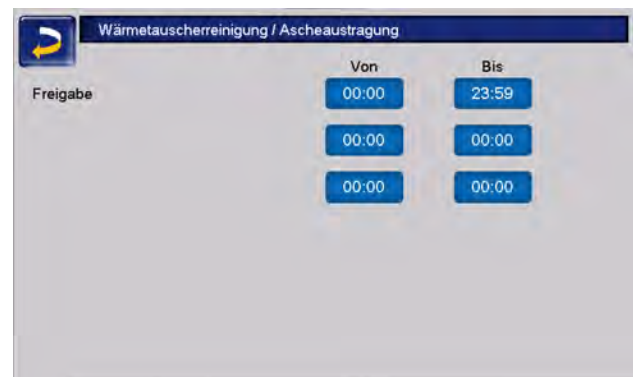 Wärmetauscherreinigung / Ascheaustragung
Von Bis
Freigabe 00:00 23:59
00:00 00:00
00:00 00:00